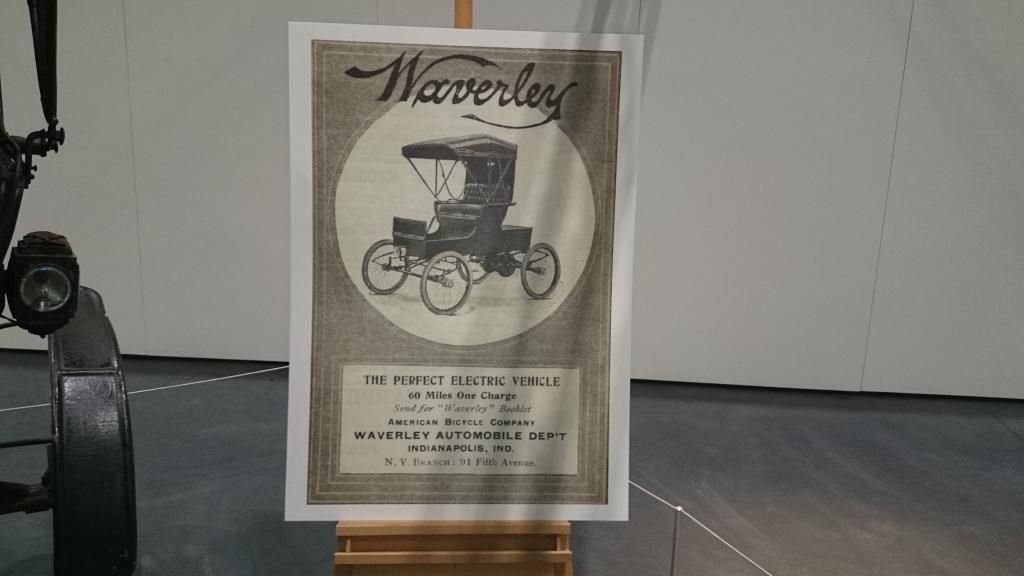 Waverley
THE PERFECT ELECTRIC VEHICLE
60 Miles One Charge
Send for "Waverley" Booklet
AMERICAN BICYCLE COMPANY
WAVERLEY AUTOMOBILE DEP'T
INDIANAPOLIS, IND.
N. Y. BRANCH: 91 Fifth Avenue.